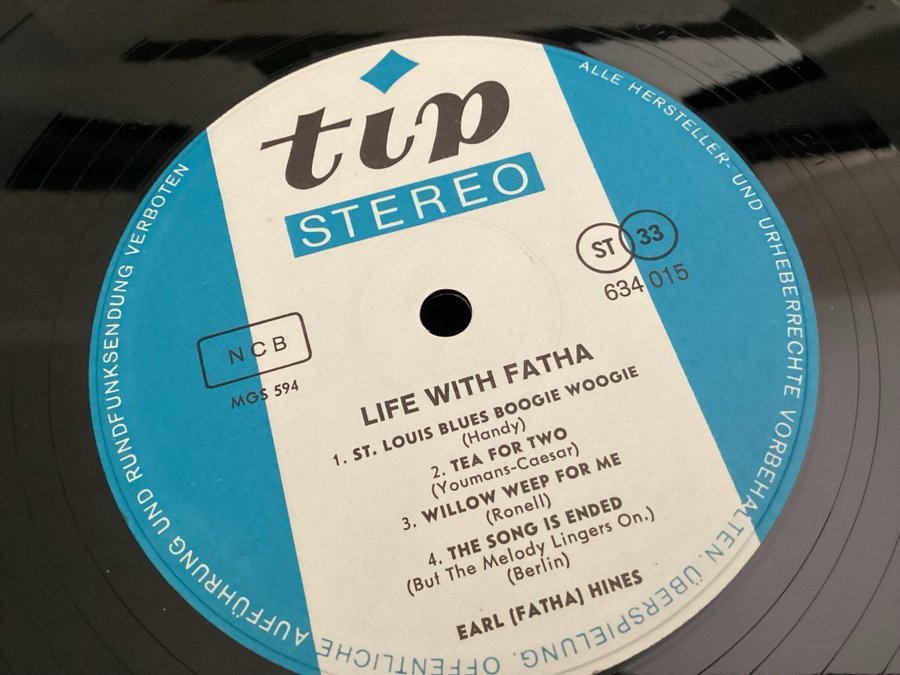 tip
STEREO
ST 33
634 015
NCB
MGS 594
LIFE WITH FATHA
1. ST. LOUIS BLUES BOOGIE WOOGIE
(Handy)
2. TEA FOR TWO
(Youmans-Caesar)
3. WILLOW WEEP FOR ME
(Ronell)
4. THE SONG IS ENDED
(But The Melody Lingers On.)
(Berlin)
EARL (FATHA) HINES
ALLE HERSTELLER- UND URHEBERRECHTE VORBEHALTEN. ÜBERSPIELUNG. ÖFFENTLICHE AUFFÜHRUNG UND RUNDFUNKSENDUNG VERBOTEN